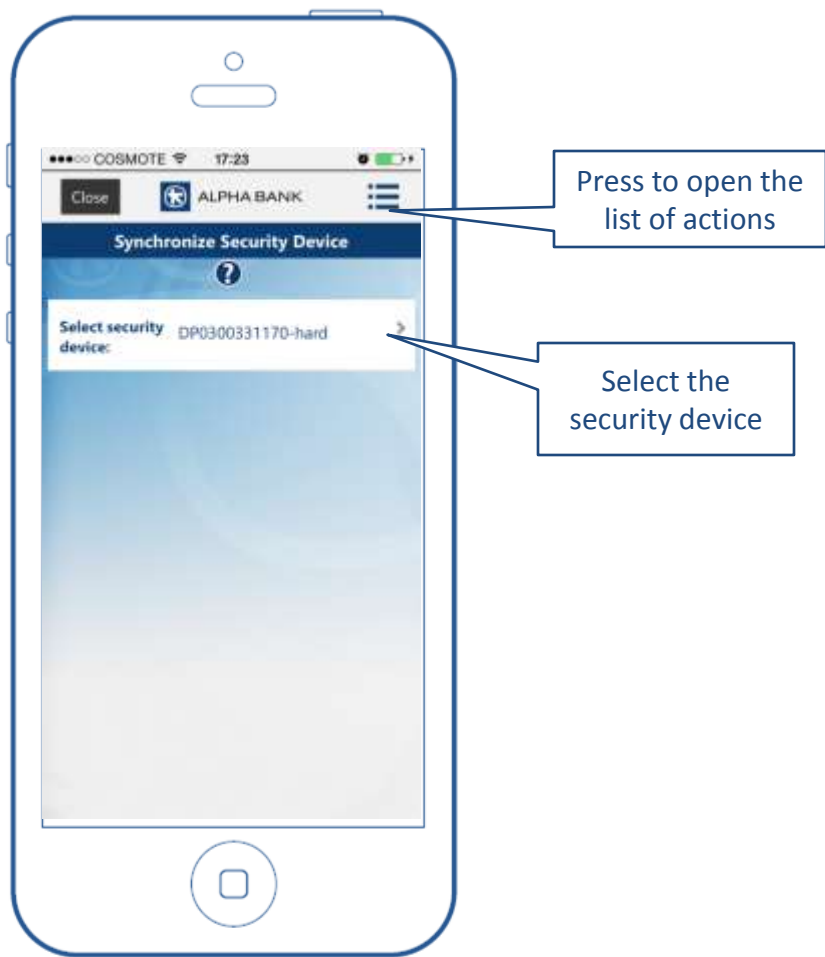 COSMOTE 17:23
Close ALPHA BANK
Press to open the
list of actions
Synchronize Security Device
?
Select security DP0300331170-hard
device:
Select the
security device